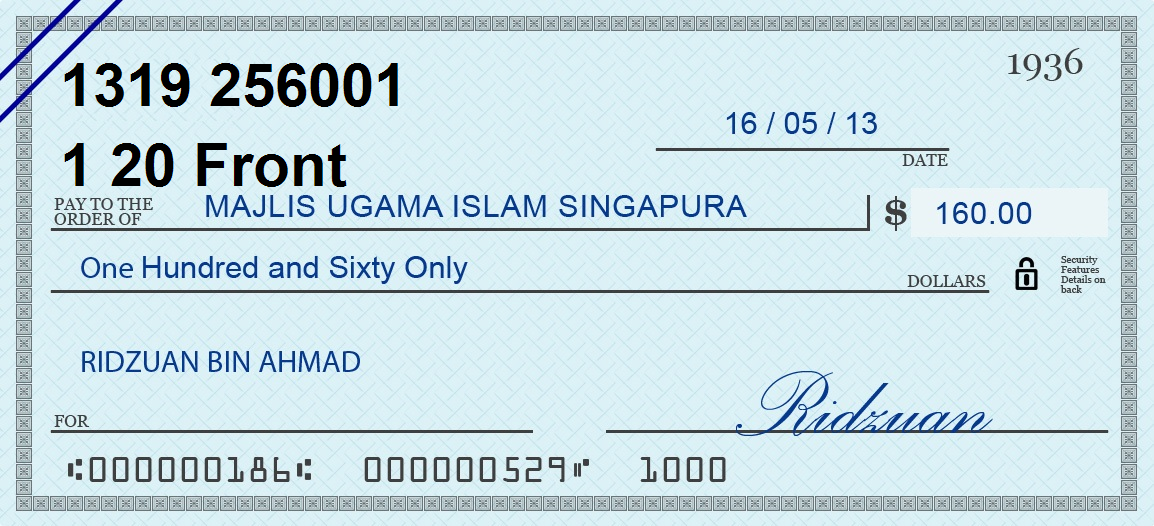 1319 256001
1936
16 / 05 / 13
DATE
1 20 Front
PAY TO THE
ORDER OF
MAJLIS UGAMA ISLAM SINGAPURA
$ 160.00
One Hundred and Sixty Only
DOLLARS
Security
Features
Details on
back
RIDZUAN BIN AHMAD
FOR
Ridzuan
⑆000000186⑆ 000000529⑈ 1000